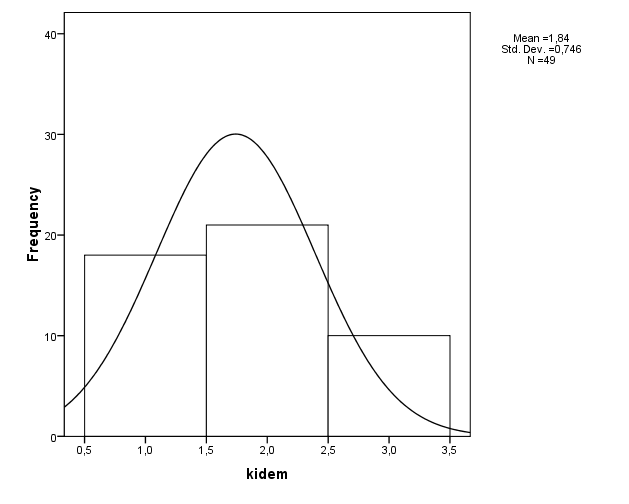 Mean =1,84
Std. Dev. =0,746
N =49
Frequency
40
30
20
10
0
0,5 1,0 1,5 2,0 2,5 3,0 3,5
kidem